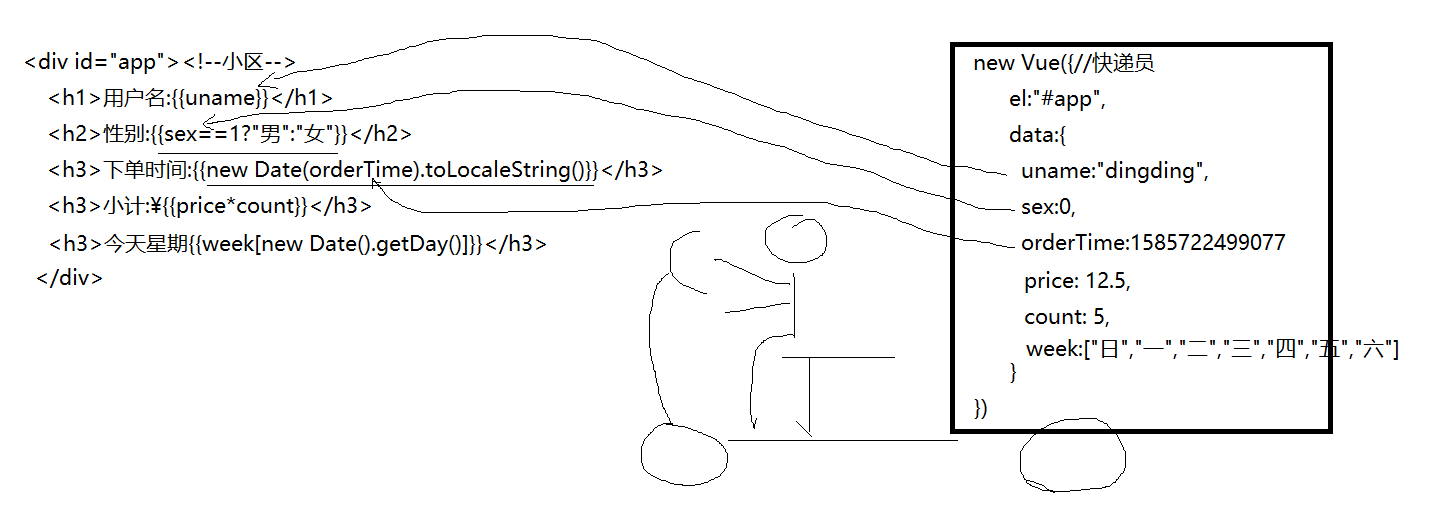 <div id="app"><!--小区-->
<h1>用户名:{{uname}}</h1>
<h2>性别:{{sex==1?"男":"女"}}</h2>
<h3>下单时间:{{new Date(orderTime).toLocaleString()}}</h3>
<h3>小计:¥{{price*count}}</h3>
<h3>今天星期{{week[new Date().getDay()]}}</h3>
</div>
new Vue({//快递员
el:"#app",
data:{
uname:"dingding",
sex:0,
orderTime:1585722499077
price: 12.5,
count: 5,
week:["日","一","二","三","四","五","六"]
}
})